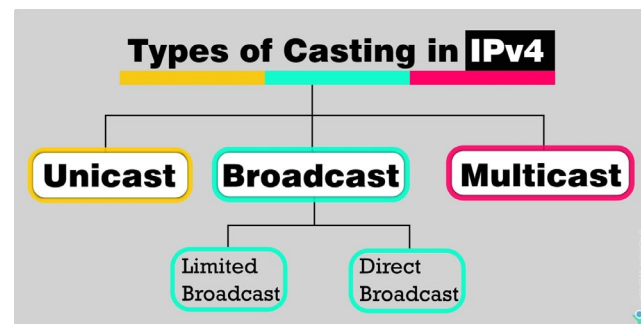 Types of Casting in IPv4
Unicast
Broadcast
Multicast
Limited
Broadcast
Direct
Broadcast